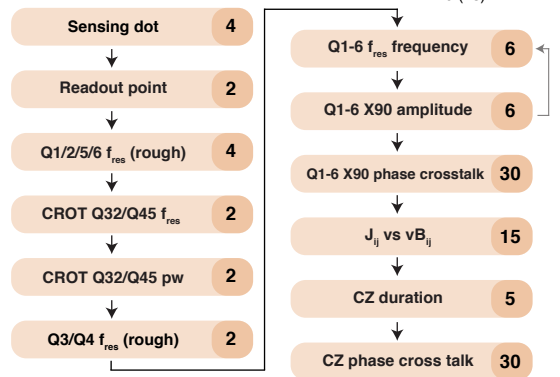 Sensing dot 4
Readout point 2
Q1/2/5/6 fres (rough) 4
CROT Q32/Q45 fres 2
CROT Q32/Q45 pw 2
Q3/Q4 fres (rough) 2
Q1-6 fres frequency 6
Q1-6 X90 amplitude 6
Q1-6 X90 phase crosstalk 30
Jij vs vBij 15
CZ duration 5
CZ phase cross talk 30